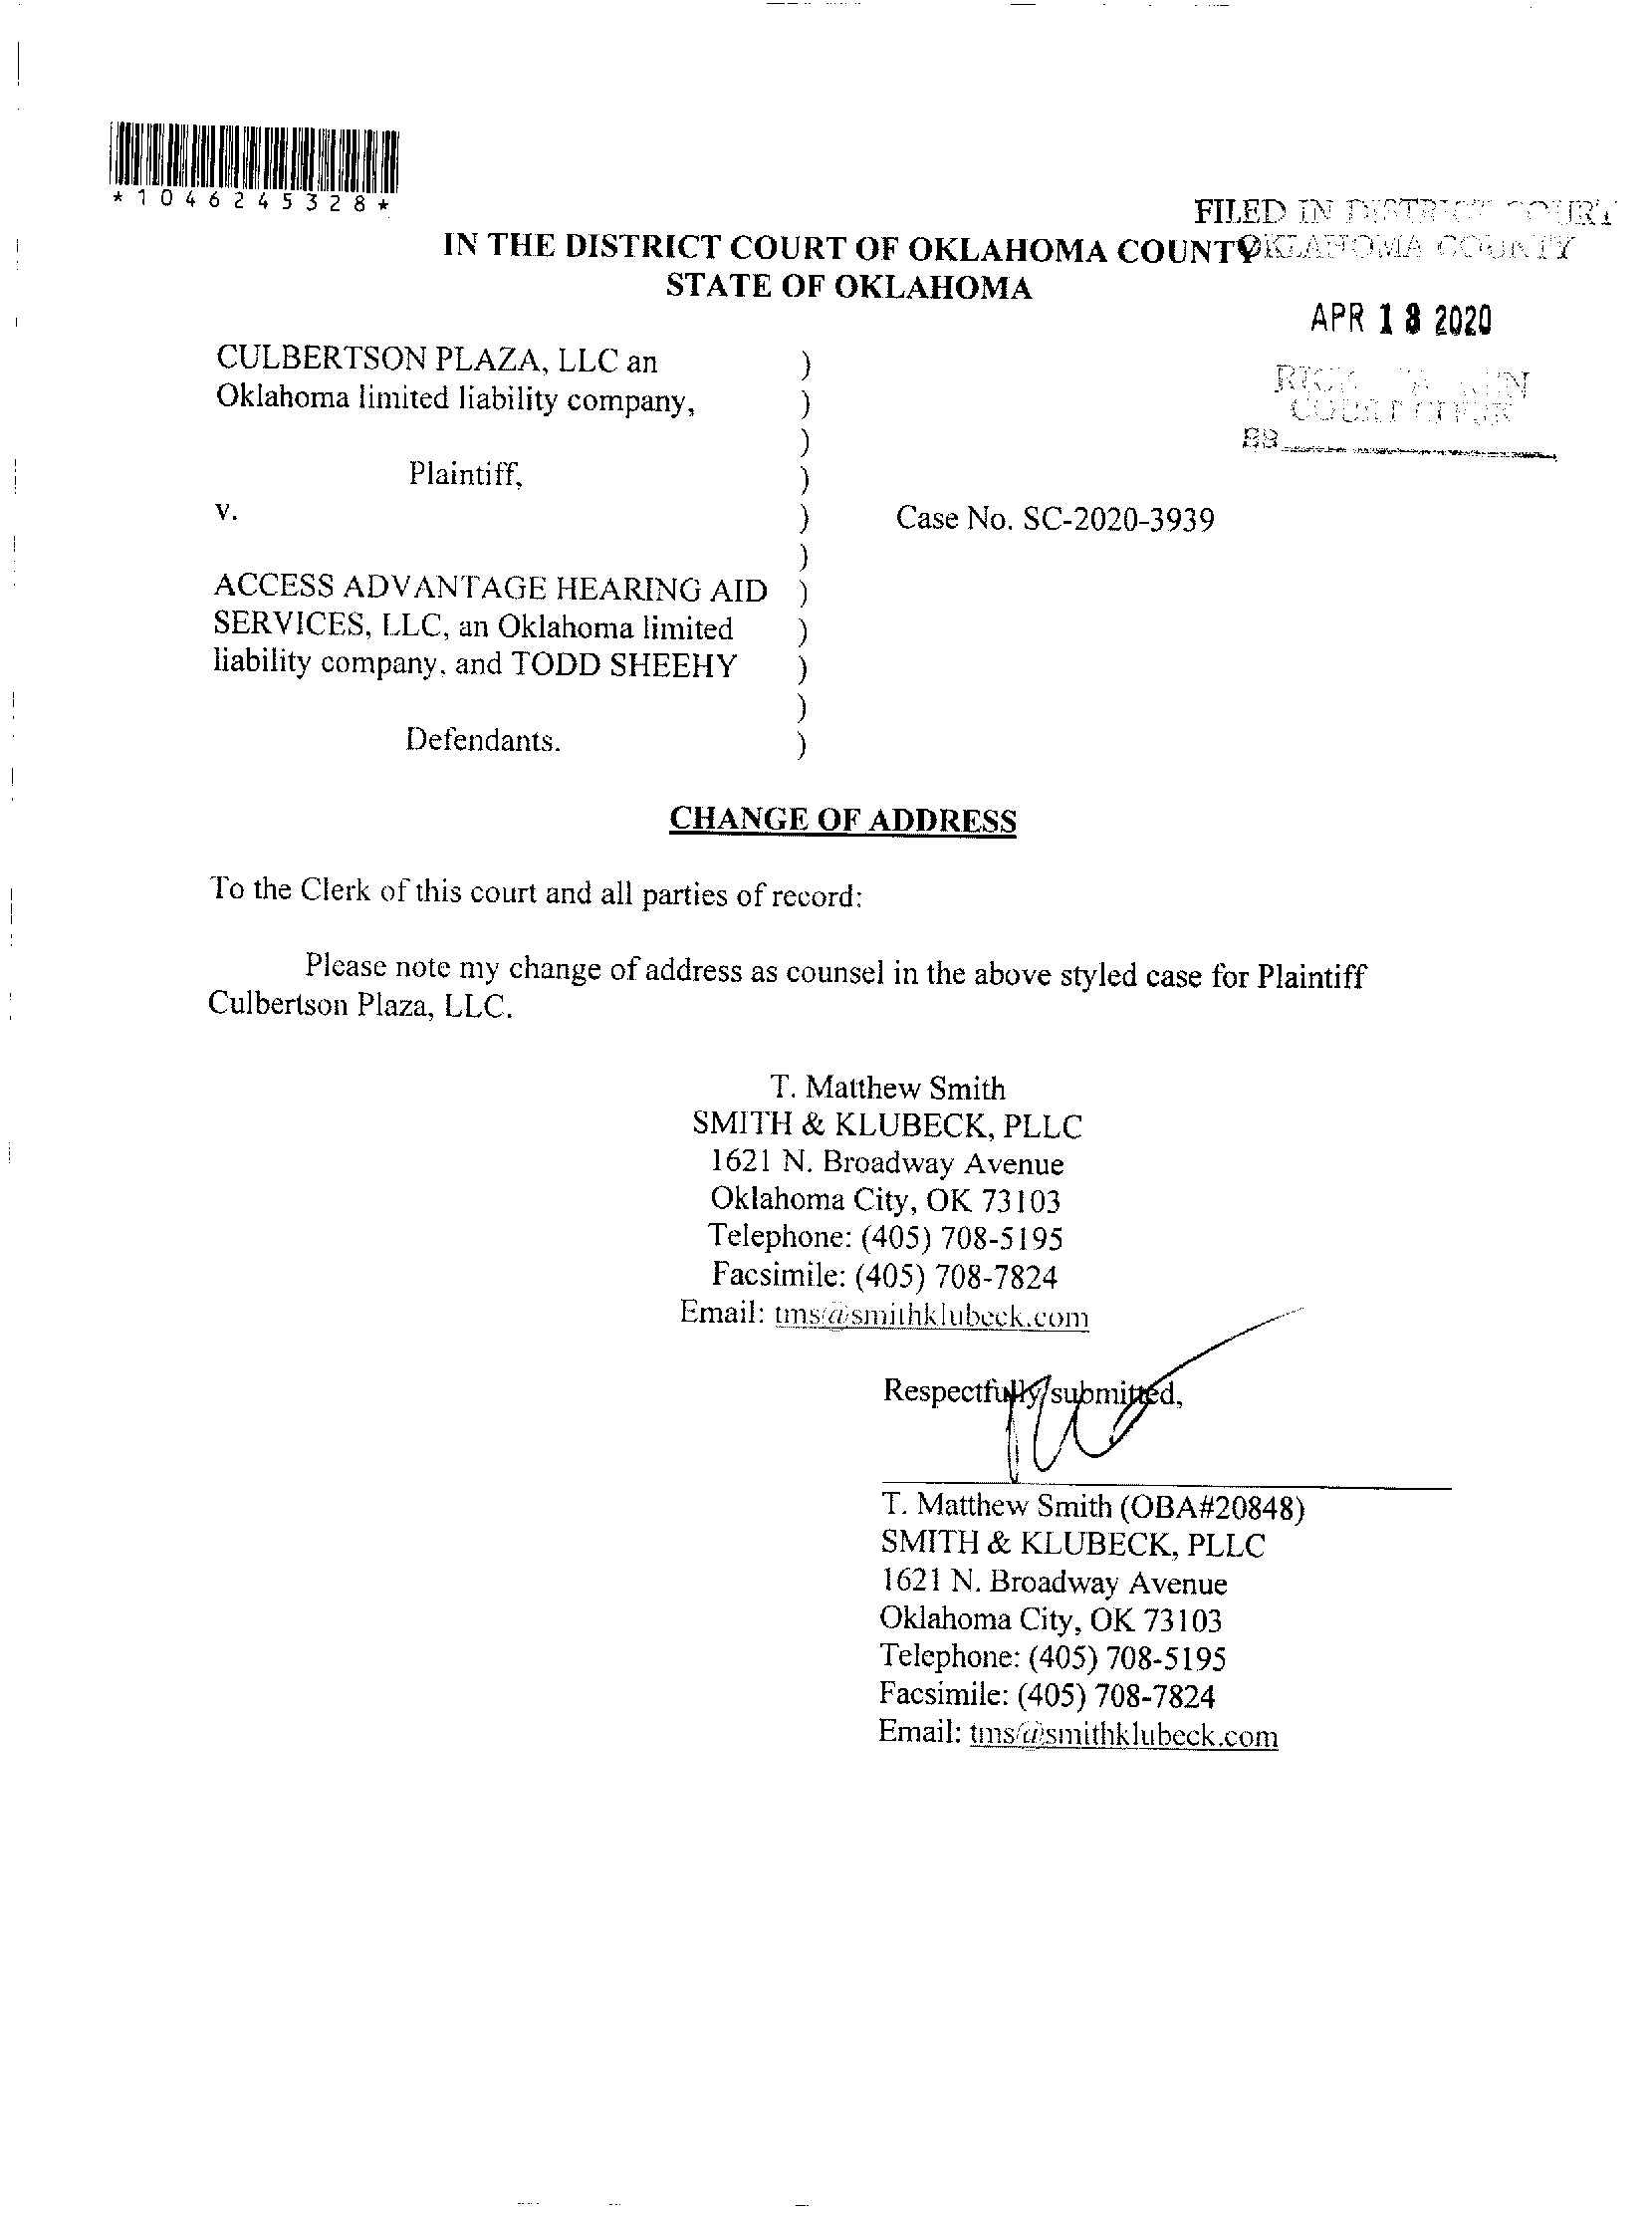 *1046245328*
FILED IN DISTRICT COURT
OKLAHOMA COUNTY
IN THE DISTRICT COURT OF OKLAHOMA COUNTY
STATE OF OKLAHOMA
APR 18 2020
CULBERTSON PLAZA, LLC an )
Oklahoma limited liability company, )
)
COURT CLERK
Plaintiff, )
v. ) Case No. SC-2020-3939
)
ACCESS ADVANTAGE HEARING AID )
SERVICES, LLC, an Oklahoma limited )
liability company, and TODD SHEEHY )
)
Defendants. )
CHANGE OF ADDRESS
To the Clerk of this court and all parties of record:
Please note my change of address as counsel in the above styled case for Plaintiff
Culbertson Plaza, LLC.
T. Matthew Smith
SMITH & KLUBECK, PLLC
1621 N. Broadway Avenue
Oklahoma City, OK 73103
Telephone: (405) 708-5195
Facsimile: (405) 708-7824
Email: tms@smithklubeck.com
Respectfully submitted,
T. Matthew Smith (OBA#20848)
SMITH & KLUBECK, PLLC
1621 N. Broadway Avenue
Oklahoma City, OK 73103
Telephone: (405) 708-5195
Facsimile: (405) 708-7824
Email: tms@smithklubeck.com